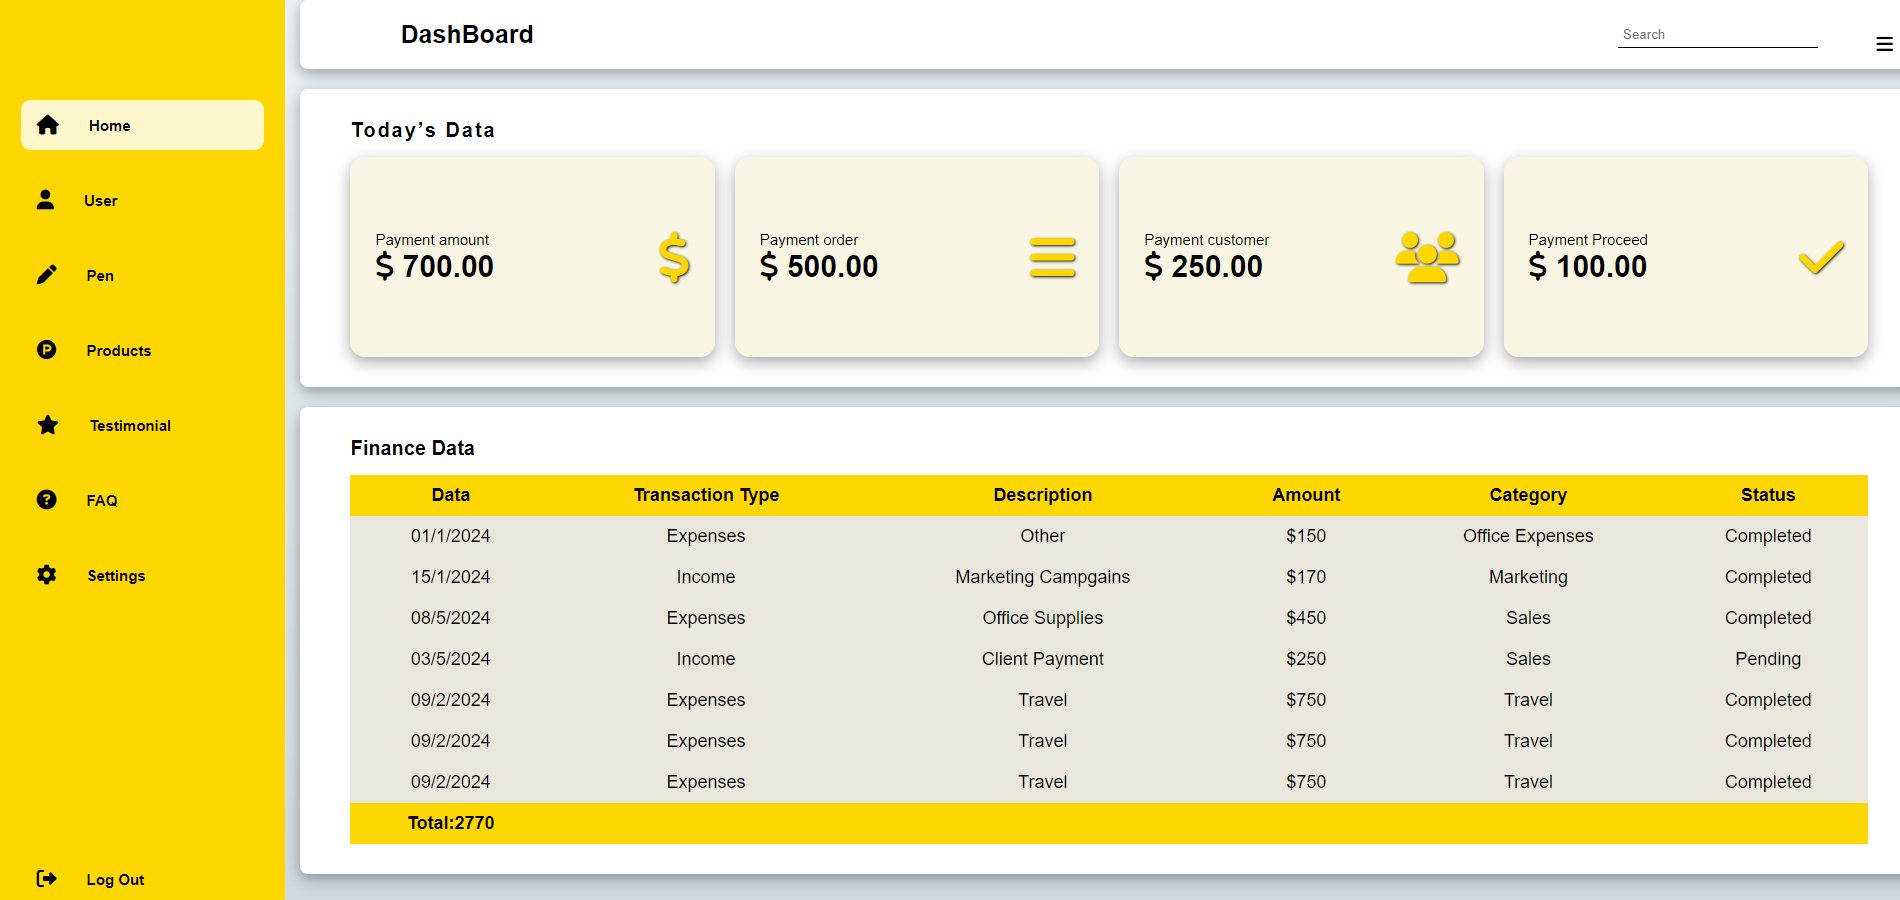 DashBoard
Search
Home
User
Pen
Products
Testimonial
FAQ
Settings
Log Out
Today’s Data
Payment amount
$ 700.00
Payment order
$ 500.00
Payment customer
$ 250.00
Payment Proceed
$ 100.00
Finance Data
Data Transaction Type Description Amount Category Status
01/1/2024 Expenses Other $150 Office Expenses Completed
15/1/2024 Income Marketing Campgains $170 Marketing Completed
08/5/2024 Expenses Office Supplies $450 Sales Completed
03/5/2024 Income Client Payment $250 Sales Pending
09/2/2024 Expenses Travel $750 Travel Completed
09/2/2024 Expenses Travel $750 Travel Completed
09/2/2024 Expenses Travel $750 Travel Completed
Total:2770